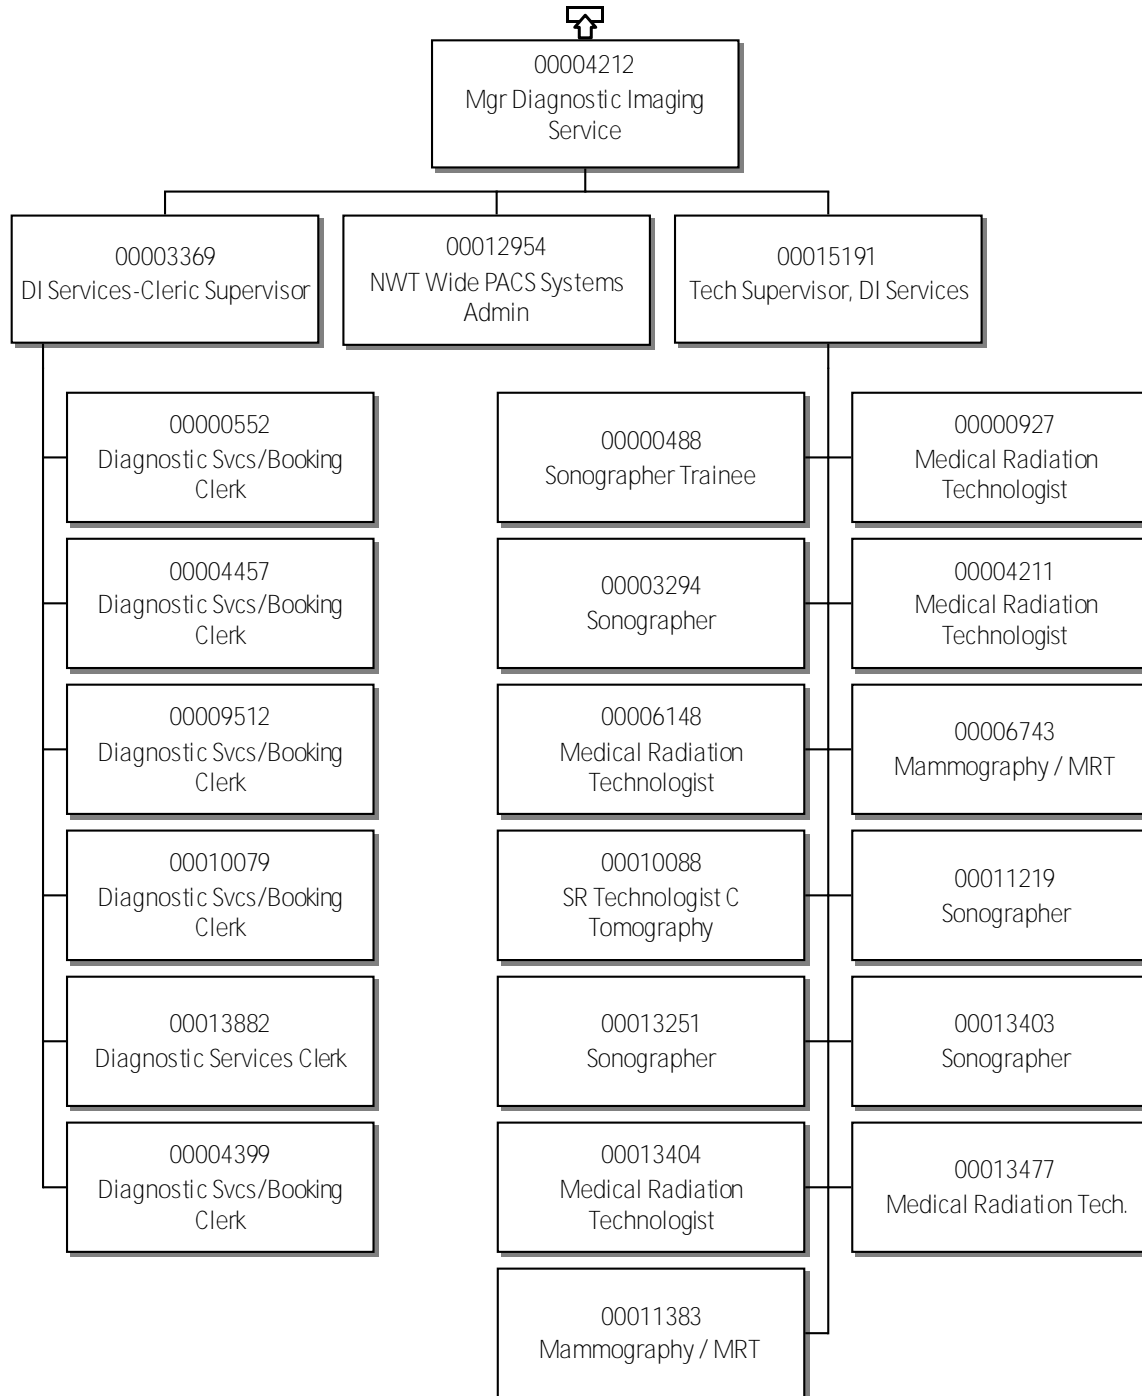 00004212
Mgr Diagnostic Imaging
Service
00003369
DI Services-Cleric Supervisor
00012954
NWT Wide PACS Systems
Admin
00015191
Tech Supervisor, DI Services
00000552
Diagnostic Svcs/Booking
Clerk
00000488
Sonographer Trainee
00000927
Medical Radiation
Technologist
00004457
Diagnostic Svcs/Booking
Clerk
00003294
Sonographer
00004211
Medical Radiation
Technologist
00009512
Diagnostic Svcs/Booking
Clerk
00006148
Medical Radiation
Technologist
00006743
Mammography / MRT
00010079
Diagnostic Svcs/Booking
Clerk
00010088
SR Technologist C
Tomography
00011219
Sonographer
00013882
Diagnostic Services Clerk
00013251
Sonographer
00013403
Sonographer
00004399
Diagnostic Svcs/Booking
Clerk
00013404
Medical Radiation
Technologist
00013477
Medical Radiation Tech.
00011383
Mammography / MRT